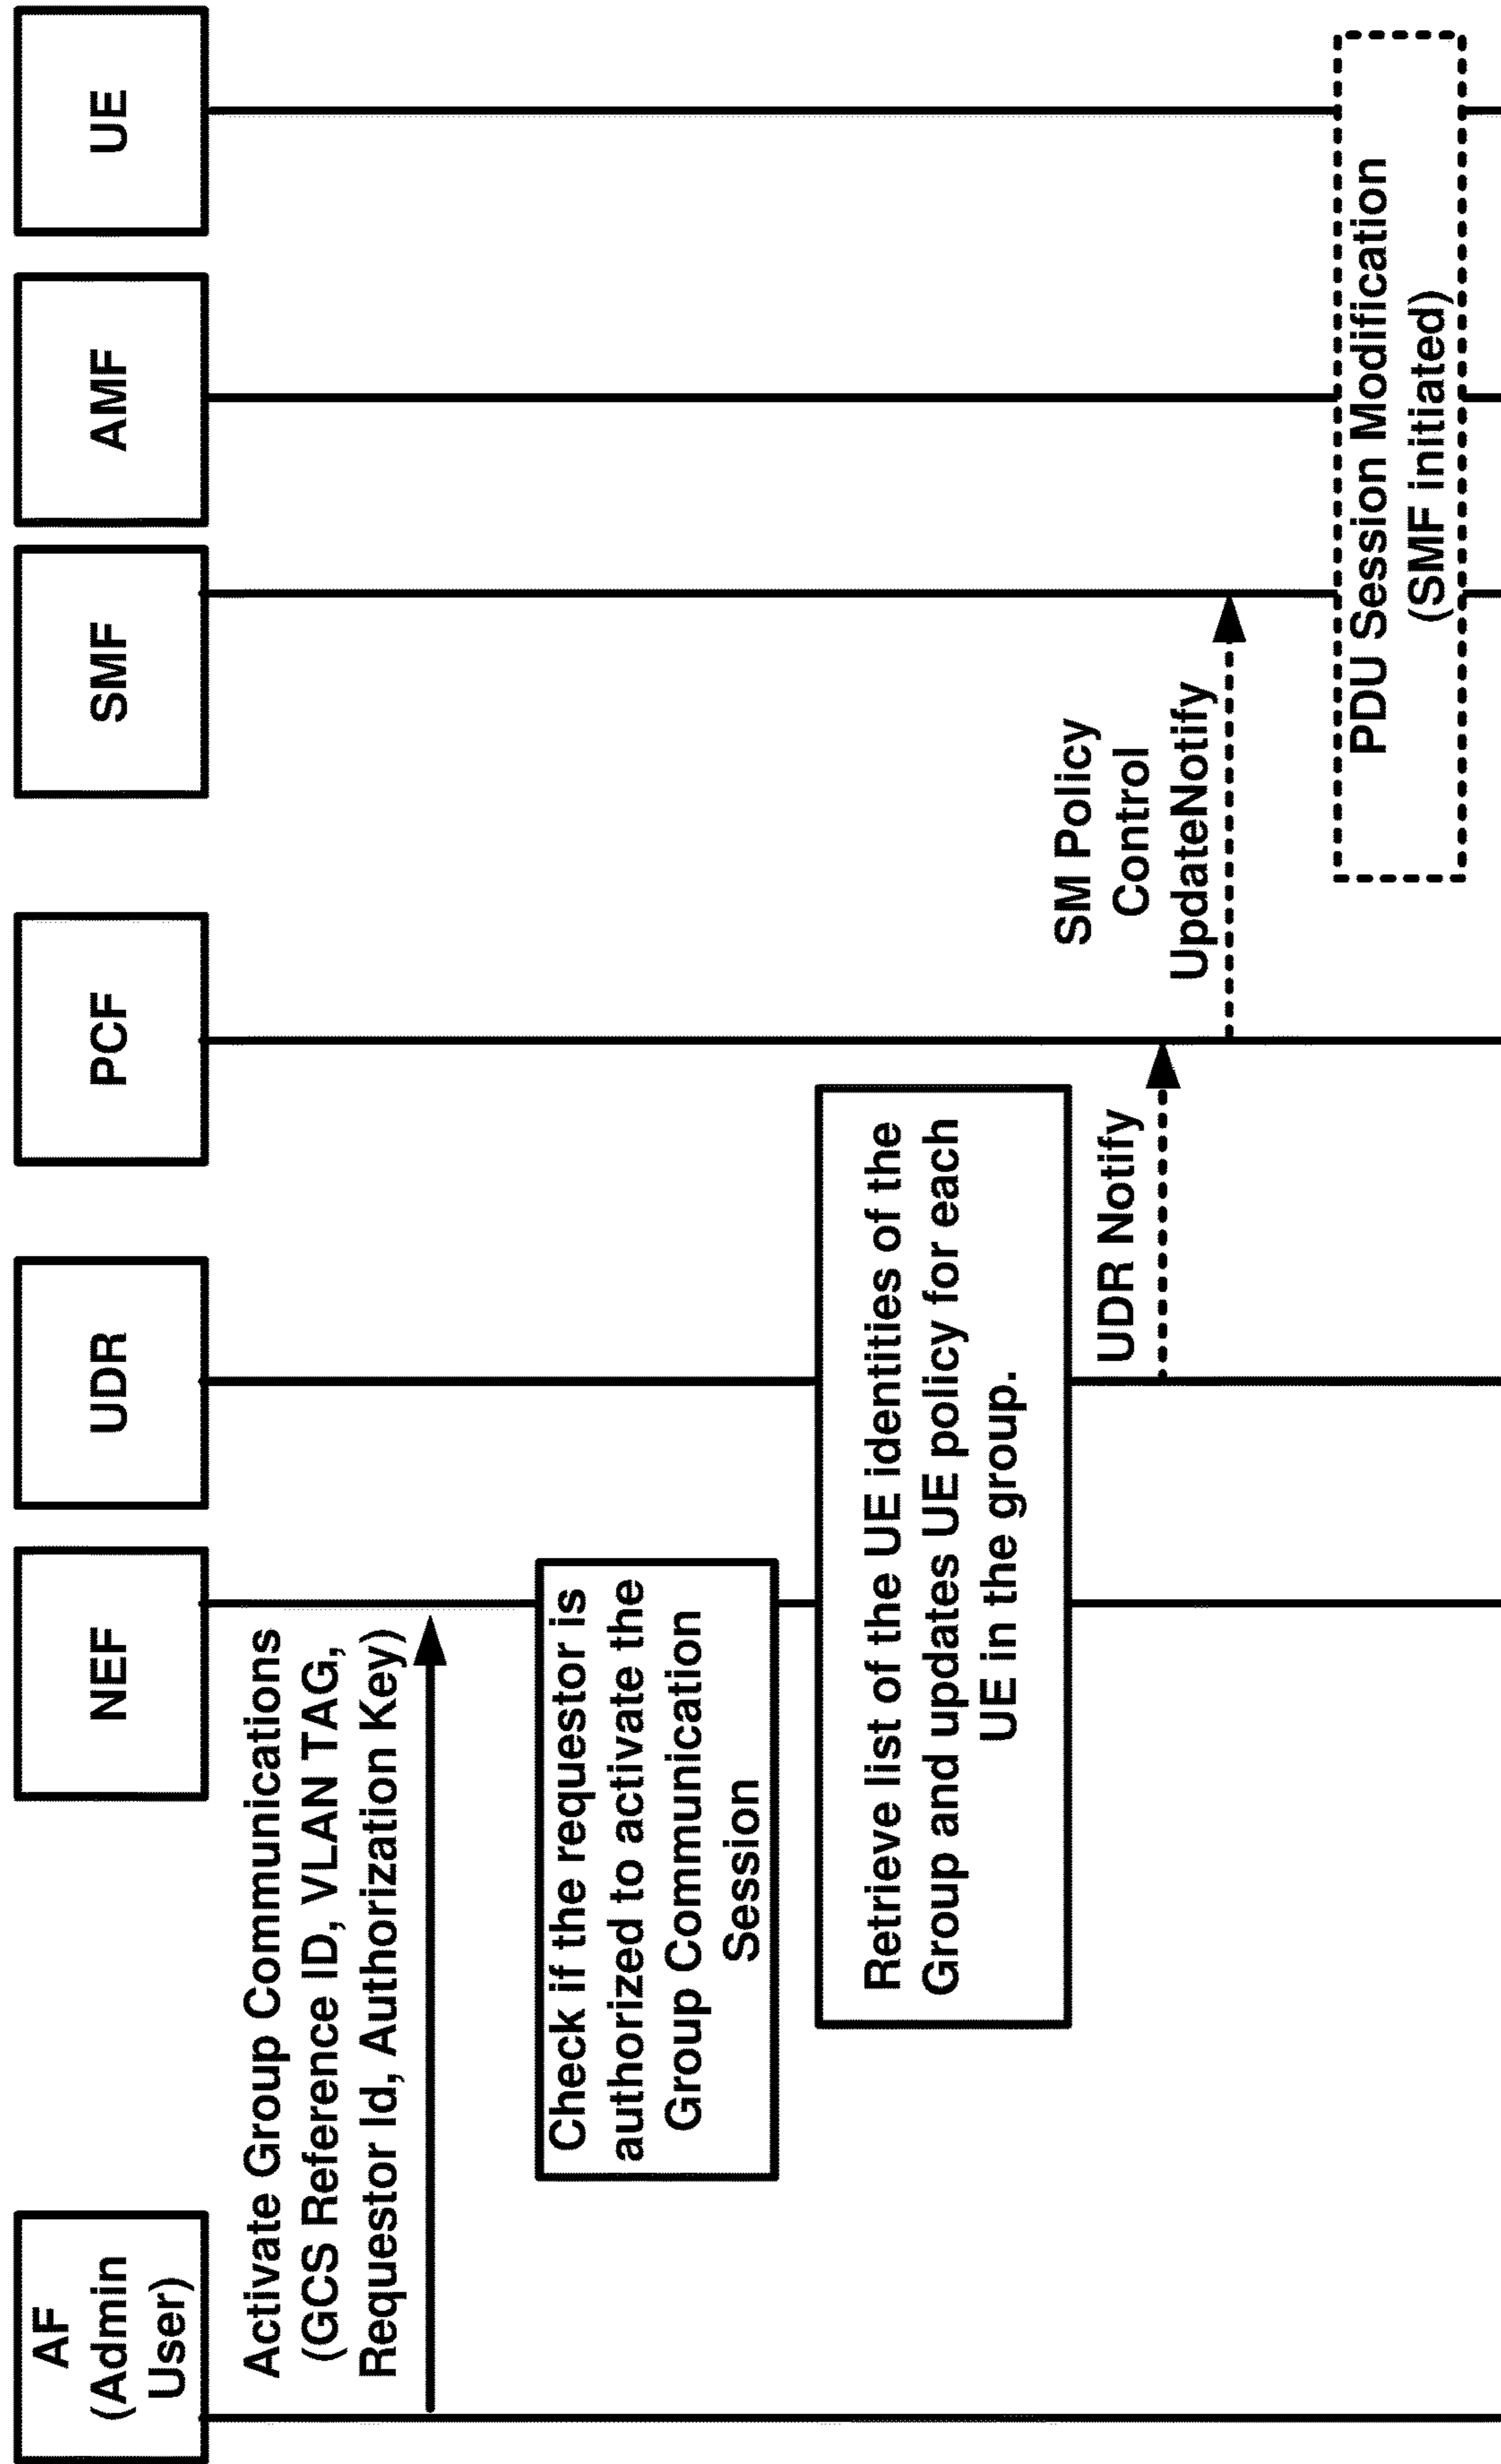 AF
(Admin
User)
NEF
UDR
PCF
SMF
AMF
UE
Activate Group Communications
(GCS Reference ID, VLAN TAG,
Requestor Id, Authorization Key)
Check if the requestor is
authorized to activate the
Group Communication
Session
Retrieve list of the UE identities of the
Group and updates UE policy for each
UE in the group.
UDR Notify
SM Policy
Control
UpdateNotify
PDU Session Modification
(SMF initiated)